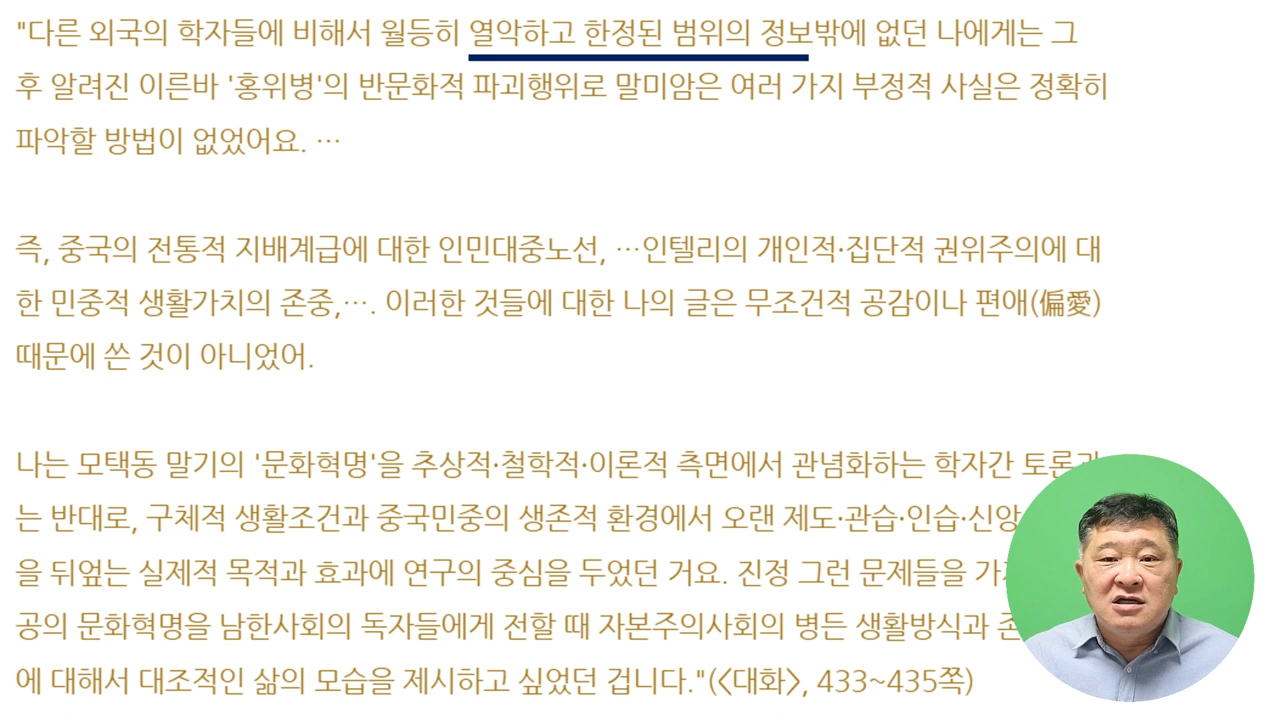 "다른 외국의 학자들에 비해서 월등히 열악하고 한정된 범위의 정보밖에 없던 나에게는 그
후 알려진 이른바 '홍위병'의 반문화적 파괴행위로 말미암은 여러 가지 부정적 사실은 정확히
파악할 방법이 없었어요. …
즉, 중국의 전통적 지배계급에 대한 인민대중노선, …인텔리의 개인적·집단적 권위주의에 대
한 민중적 생활가치의 존중,…. 이러한 것들에 대한 나의 글은 무조건적 공감이나 편애(偏愛)
때문에 쓴 것이 아니었어.
나는 모택동 말기의 '문화혁명'을 추상적·철학적·이론적 측면에서 관념화하는 학자간 토론과
는 반대로, 구체적 생활조건과 중국민중의 생존적 환경에서 오랜 제도·관습·인습·신앙
을 뒤엎는 실제적 목적과 효과에 연구의 중심을 두었던 거요. 진정 그런 문제들을
공의 문화혁명을 남한사회의 독자들에게 전할 때 자본주의사회의 병든 생활방식과
에 대해서 대조적인 삶의 모습을 제시하고 싶었던 겁니다."(〈대화〉, 433~435쪽)